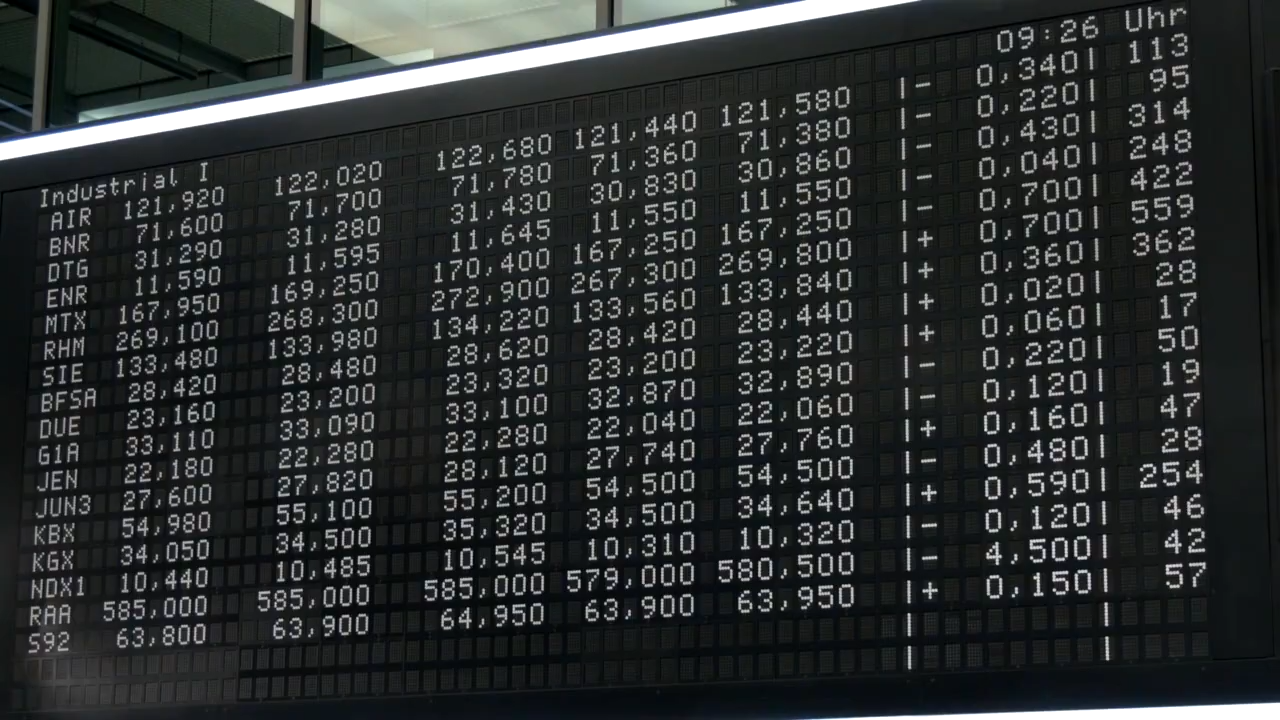 Industrial I 09:26 Uhr
AIR 121,920 122,020 122,680 121,440 121,580 - 0,340 113
BNR 71,600 71,700 71,780 71,360 71,380 - 0,220 95
DTG 31,290 31,280 31,430 30,830 30,860 - 0,430 314
ENR 11,590 11,595 11,645 11,550 11,550 - 0,040 248
MTX 167,950 169,250 170,400 167,250 167,250 - 0,700 422
RHM 269,100 268,300 272,900 267,300 269,800 + 0,700 559
SIE 133,480 133,980 134,220 133,560 133,840 + 0,360 362
BFSA 28,420 28,480 28,620 28,420 28,440 + 0,020 28
DUE 23,160 23,200 23,320 23,200 23,220 + 0,060 17
G1A 33,110 33,090 33,100 32,870 32,890 - 0,220 50
JEN 22,180 22,280 22,280 22,040 22,060 - 0,120 19
JUN3 27,600 27,820 28,120 27,740 27,760 + 0,160 47
KBX 54,980 55,100 55,200 54,500 54,500 - 0,480 28
KGX 34,050 34,500 35,320 34,500 34,640 + 0,590 254
NDX1 10,440 10,485 10,545 10,310 10,320 - 0,120 46
RAA 585,000 585,000 585,000 579,000 580,500 - 4,500 42
S92 63,800 63,900 64,950 63,900 63,950 + 0,150 57